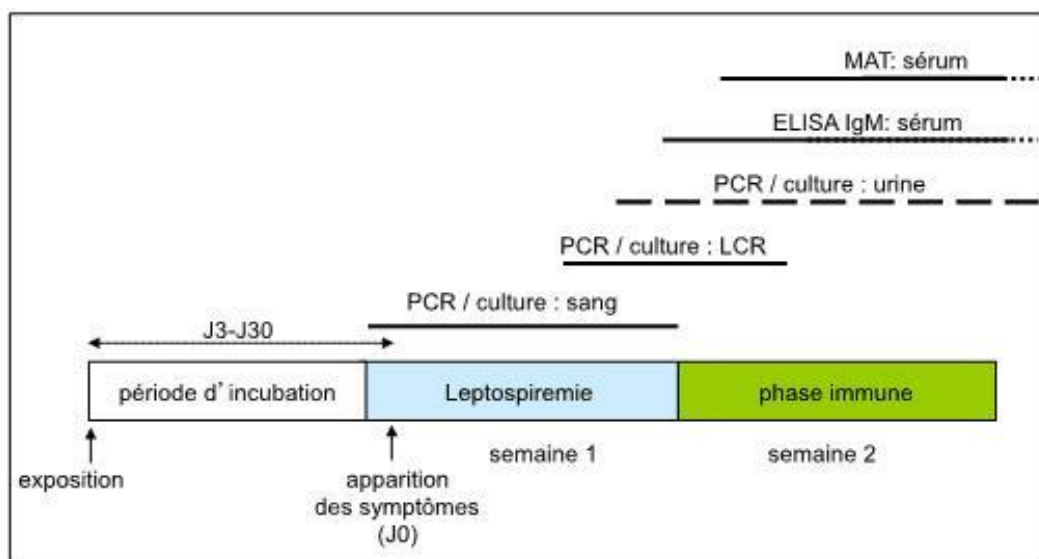 MAT: sérum
ELISA IgM: sérum
PCR / culture : urine
PCR / culture : LCR
PCR / culture : sang
J3-J30
période d’incubation
Leptospiremie
phase immune
semaine 1
semaine 2
exposition
apparition
des symptômes
(J0)